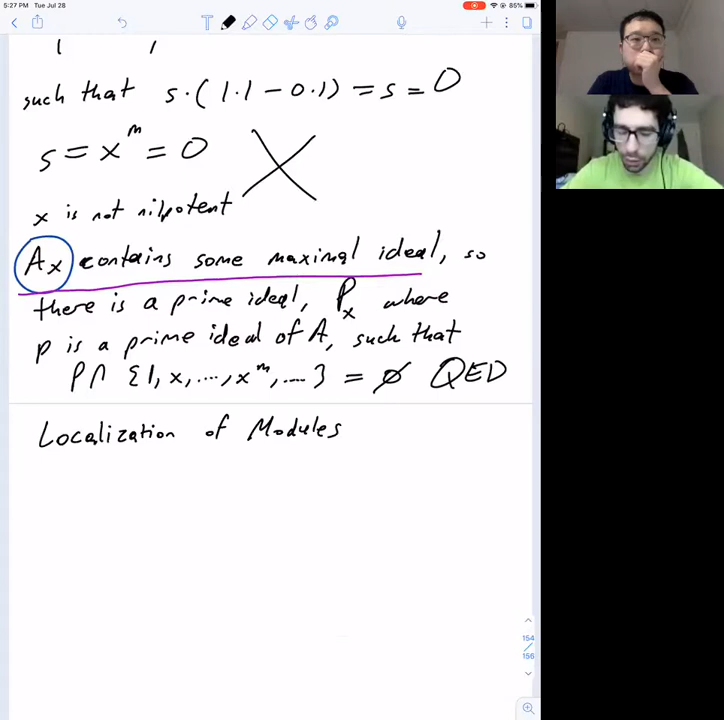 5:27 PM Tue Jul 28
85%
such that s·(1·1 − 0·1) = s = 0
s = x^m = 0
x is not nilpotent
A_x contains some maximal ideal, so
there is a prime ideal, P_x where
p is a prime ideal of A, such that
P ∩ {1, x, ..., x^m, ...} = ∅ QED
Localization of Modules
154
/
156